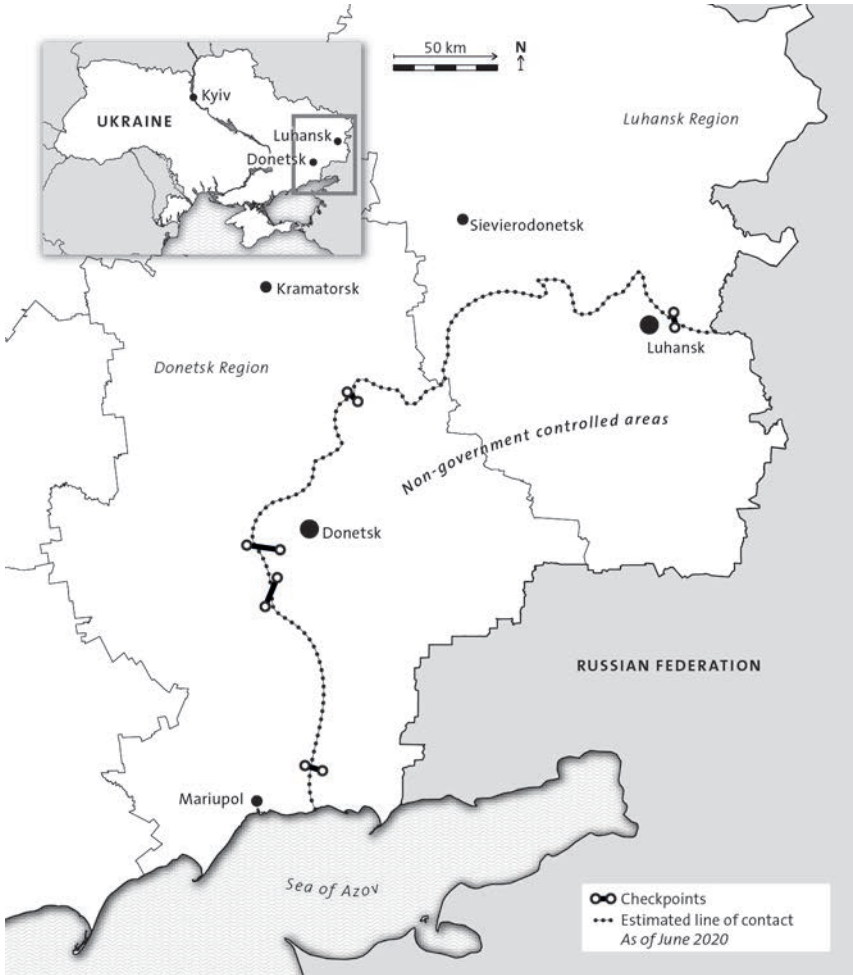 50 km
N
Kyiv
UKRAINE
Luhansk
Donetsk
Luhansk Region
Sievierodonetsk
Kramatorsk
Luhansk
Donetsk Region
Non-government controlled areas
Donetsk
RUSSIAN FEDERATION
Mariupol
Sea of Azov
Checkpoints
Estimated line of contact
As of June 2020